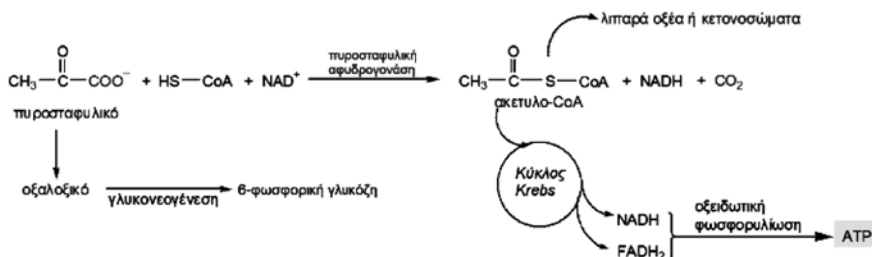 λιπαρά οξέα ή κετονοσώματα
O
CH₃—C—COO⁻ + HS—CoA + NAD⁺
πυροσταφυλική
αφυδρογονάση
O
CH₃—C—S—CoA + NADH + CO₂
πυροσταφυλικό
ακετυλο-CoA
οξαλοξικό
γλυκονεογένεση
6-φωσφορική γλυκόζη
Κύκλος
Krebs
NADH
FADH₂
οξειδωτική
φωσφορυλίωση
ATP